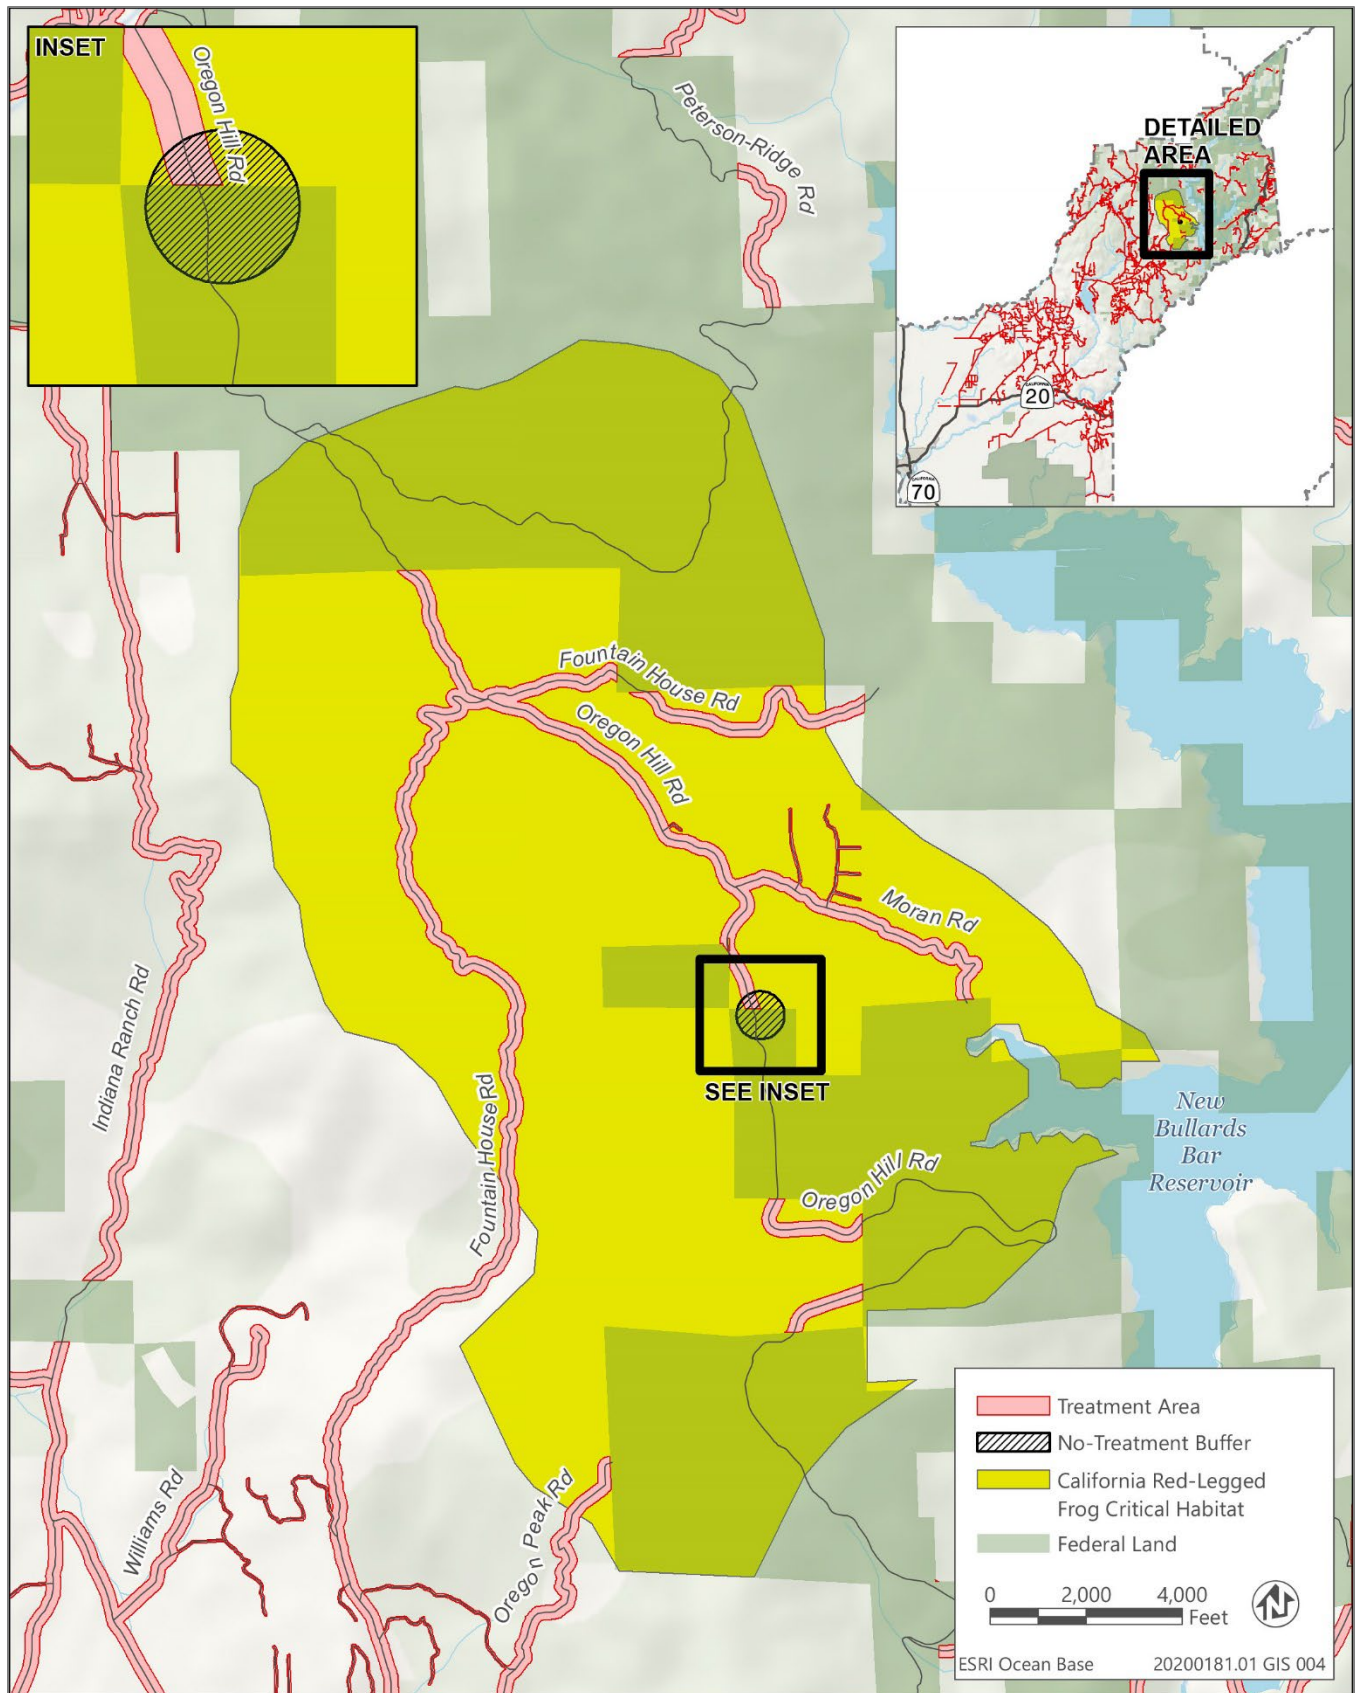 INSET
Oregon Hill Rd
Peterson-Ridge Rd
DETAILED
AREA
CALIFORNIA
20
CALIFORNIA
70
Fountain House Rd
Oregon Hill Rd
Moran Rd
Indiana Ranch Rd
SEE INSET
Fountain House Rd
Oregon Hill Rd
New
Bullards
Bar
Reservoir
Williams Rd
Oregon Peak Rd
Treatment Area
No-Treatment Buffer
California Red-Legged
Frog Critical Habitat
Federal Land
0 2,000 4,000
Feet
N
ESRI Ocean Base 20200181.01 GIS 004